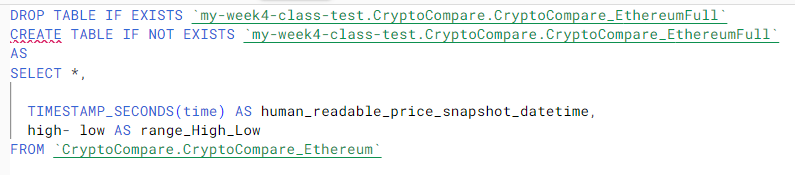 DROP TABLE IF EXISTS `my-week4-class-test.CryptoCompare.CryptoCompare_EthereumFull`
CREATE TABLE IF NOT EXISTS `my-week4-class-test.CryptoCompare.CryptoCompare_EthereumFull`
AS
SELECT *,
TIMESTAMP_SECONDS(time) AS human_readable_price_snapshot_datetime,
high- low AS range_High_Low
FROM `CryptoCompare.CryptoCompare_Ethereum`